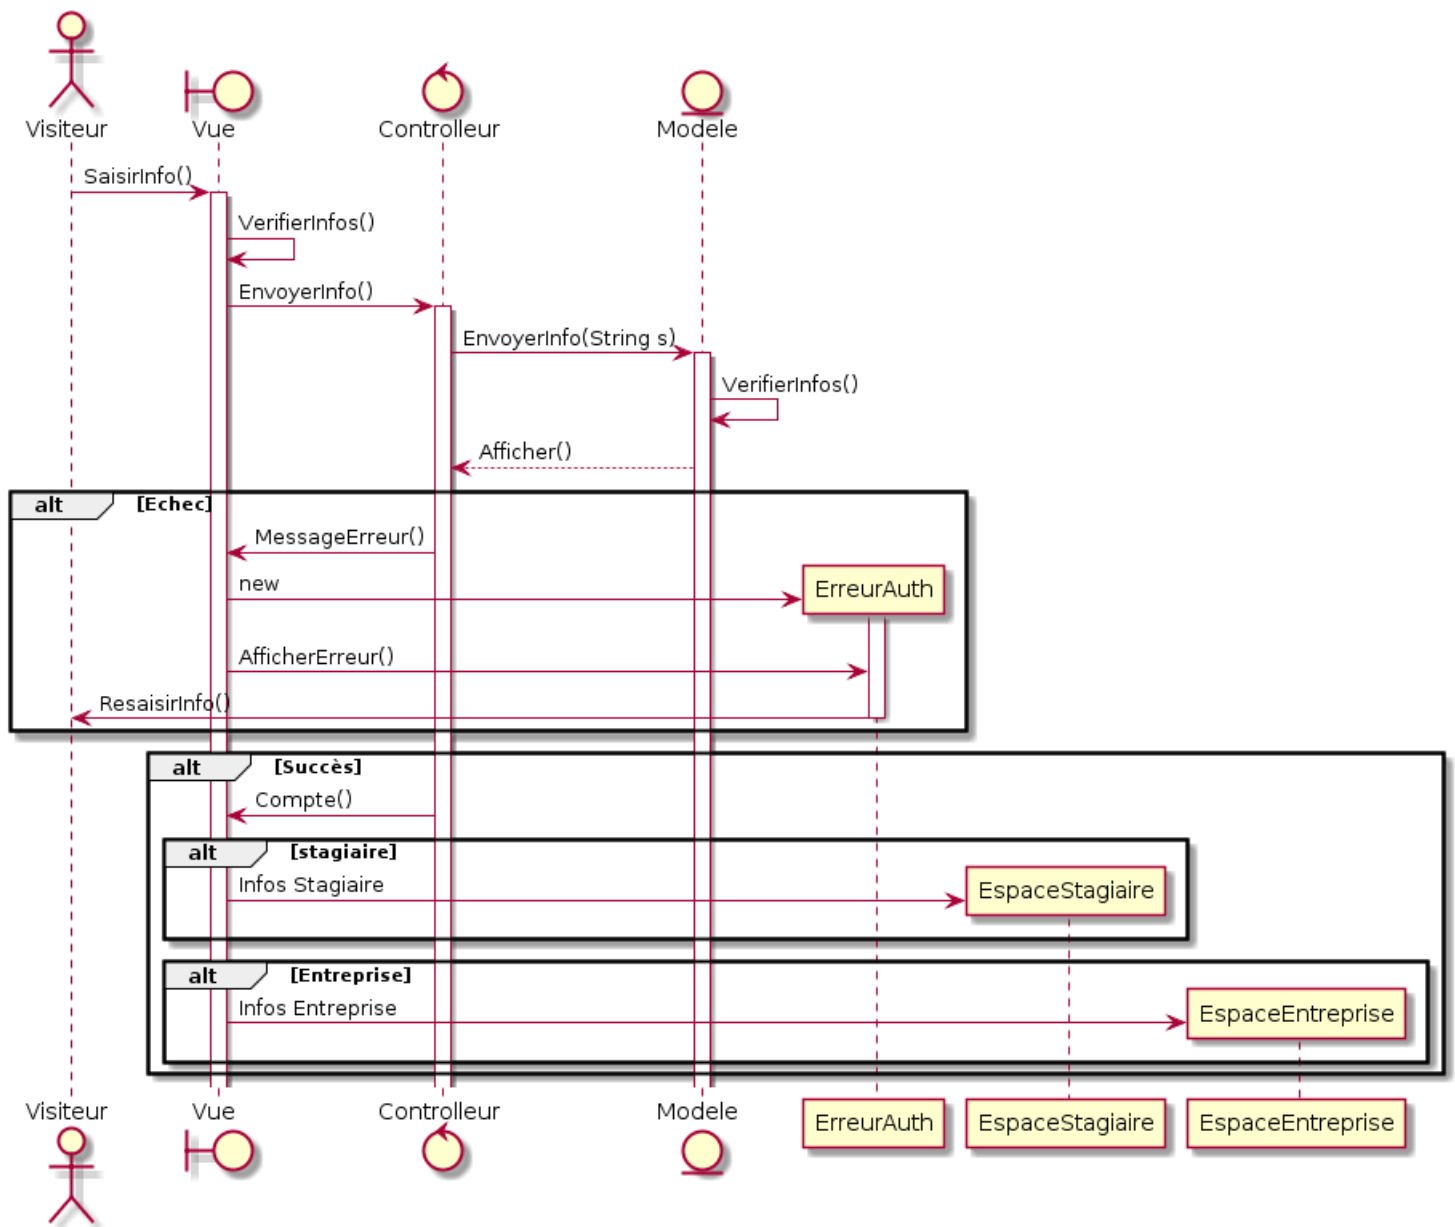 Visiteur Vue Controlleur Modele
SaisirInfo()
VerifierInfos()
EnvoyerInfo()
EnvoyerInfo(String s)
VerifierInfos()
Afficher()
alt [Echec]
MessageErreur()
new ErreurAuth
AfficherErreur()
ResaisirInfo()
alt [Succès]
Compte()
alt [stagiaire]
Infos Stagiaire EspaceStagiaire
alt [Entreprise]
Infos Entreprise EspaceEntreprise
Visiteur Vue Controlleur Modele ErreurAuth EspaceStagiaire EspaceEntreprise